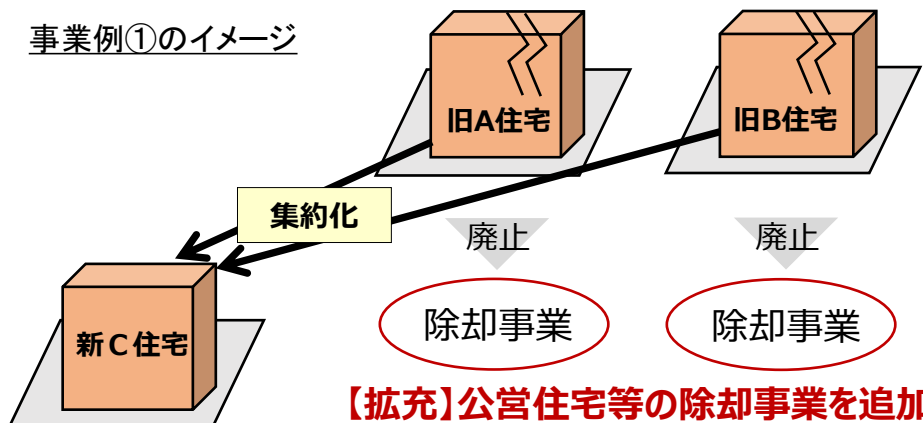 事業例①のイメージ
旧A住宅
旧B住宅
集約化
廃止
廃止
新C住宅
除却事業
除却事業
【拡充】公営住宅等の除却事業を追加